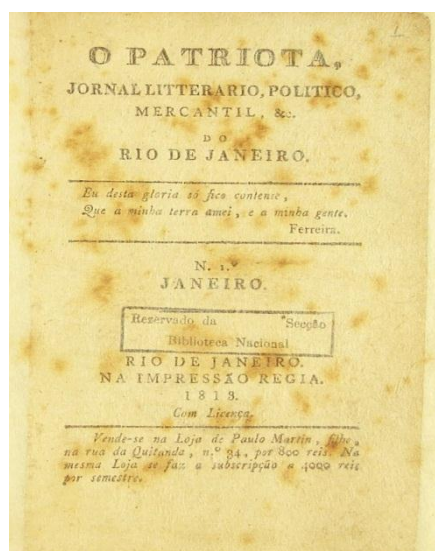 1
O PATRIOTA,
JORNAL LITTERARIO, POLITICO,
MERCANTIL, &c.
DO
RIO DE JANEIRO.
Eu desta gloria só fico contente,
Que a minha terra amei, e a minha gente.
Ferreira.
N. 1.º
JANEIRO.
Rezervado da Secção
Biblioteca Nacional
RIO DE JANEIRO.
NA IMPRESSÃO REGIA.
1813.
Com Licença.
Vende-se na Loja de Paulo Martin, filho,
na rua da Quitanda, n.º 34, por 800 reis. Na
mesma Loja se faz a subscripção a 4000 reis
por semestre.